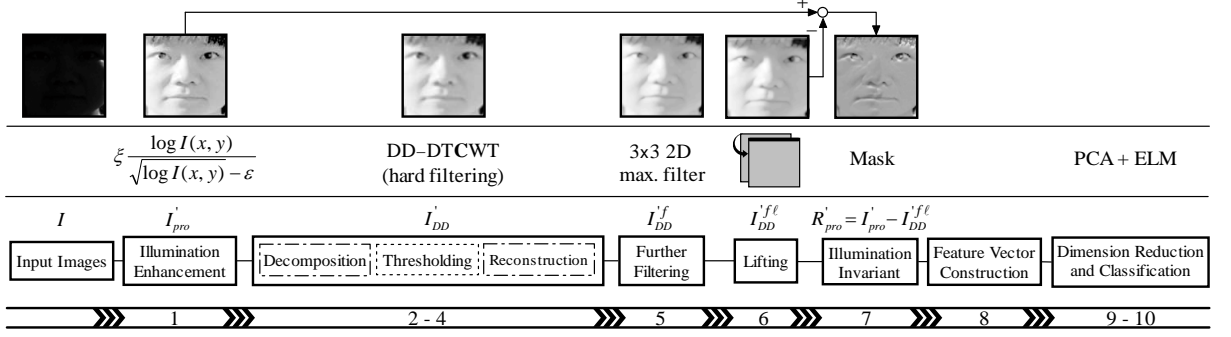 +
−
ξ log I(x, y) / √(log I(x, y) − ε)
DD–DTCWT
(hard filtering)
3x3 2D
max. filter
Mask
PCA + ELM
I
I'pro
I'DD
I'fDD
I'fℓDD
R'pro = I'pro − I'fℓDD
Input Images
Illumination
Enhancement
Decomposition
Thresholding
Reconstruction
Further
Filtering
Lifting
Illumination
Invariant
Feature Vector
Construction
Dimension Reduction
and Classification
1
2 - 4
5
6
7
8
9 - 10